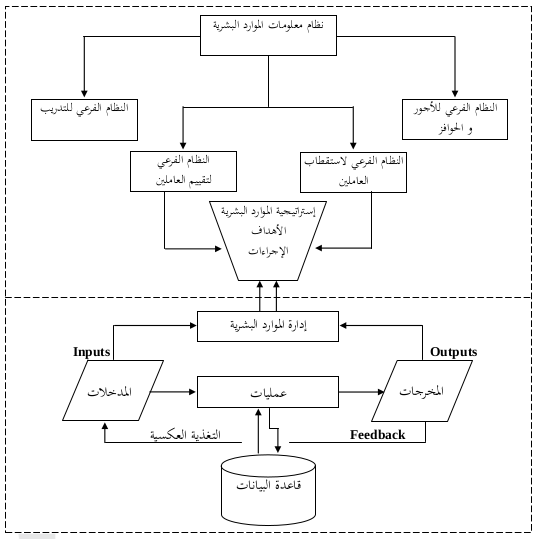 نظام معلومات الموارد البشرية
النظام الفرعي للأجور
و الحوافز
النظام الفرعي للتدريب
النظام الفرعي لاستقطاب
العاملين
النظام الفرعي
لتقييم العاملين
إستراتيجية الموارد البشرية
الأهداف
الإجراءات
إدارة الموارد البشرية
Inputs
Outputs
المدخلات
عمليات
المخرجات
التغذية العكسية
Feedback
قاعدة البيانات